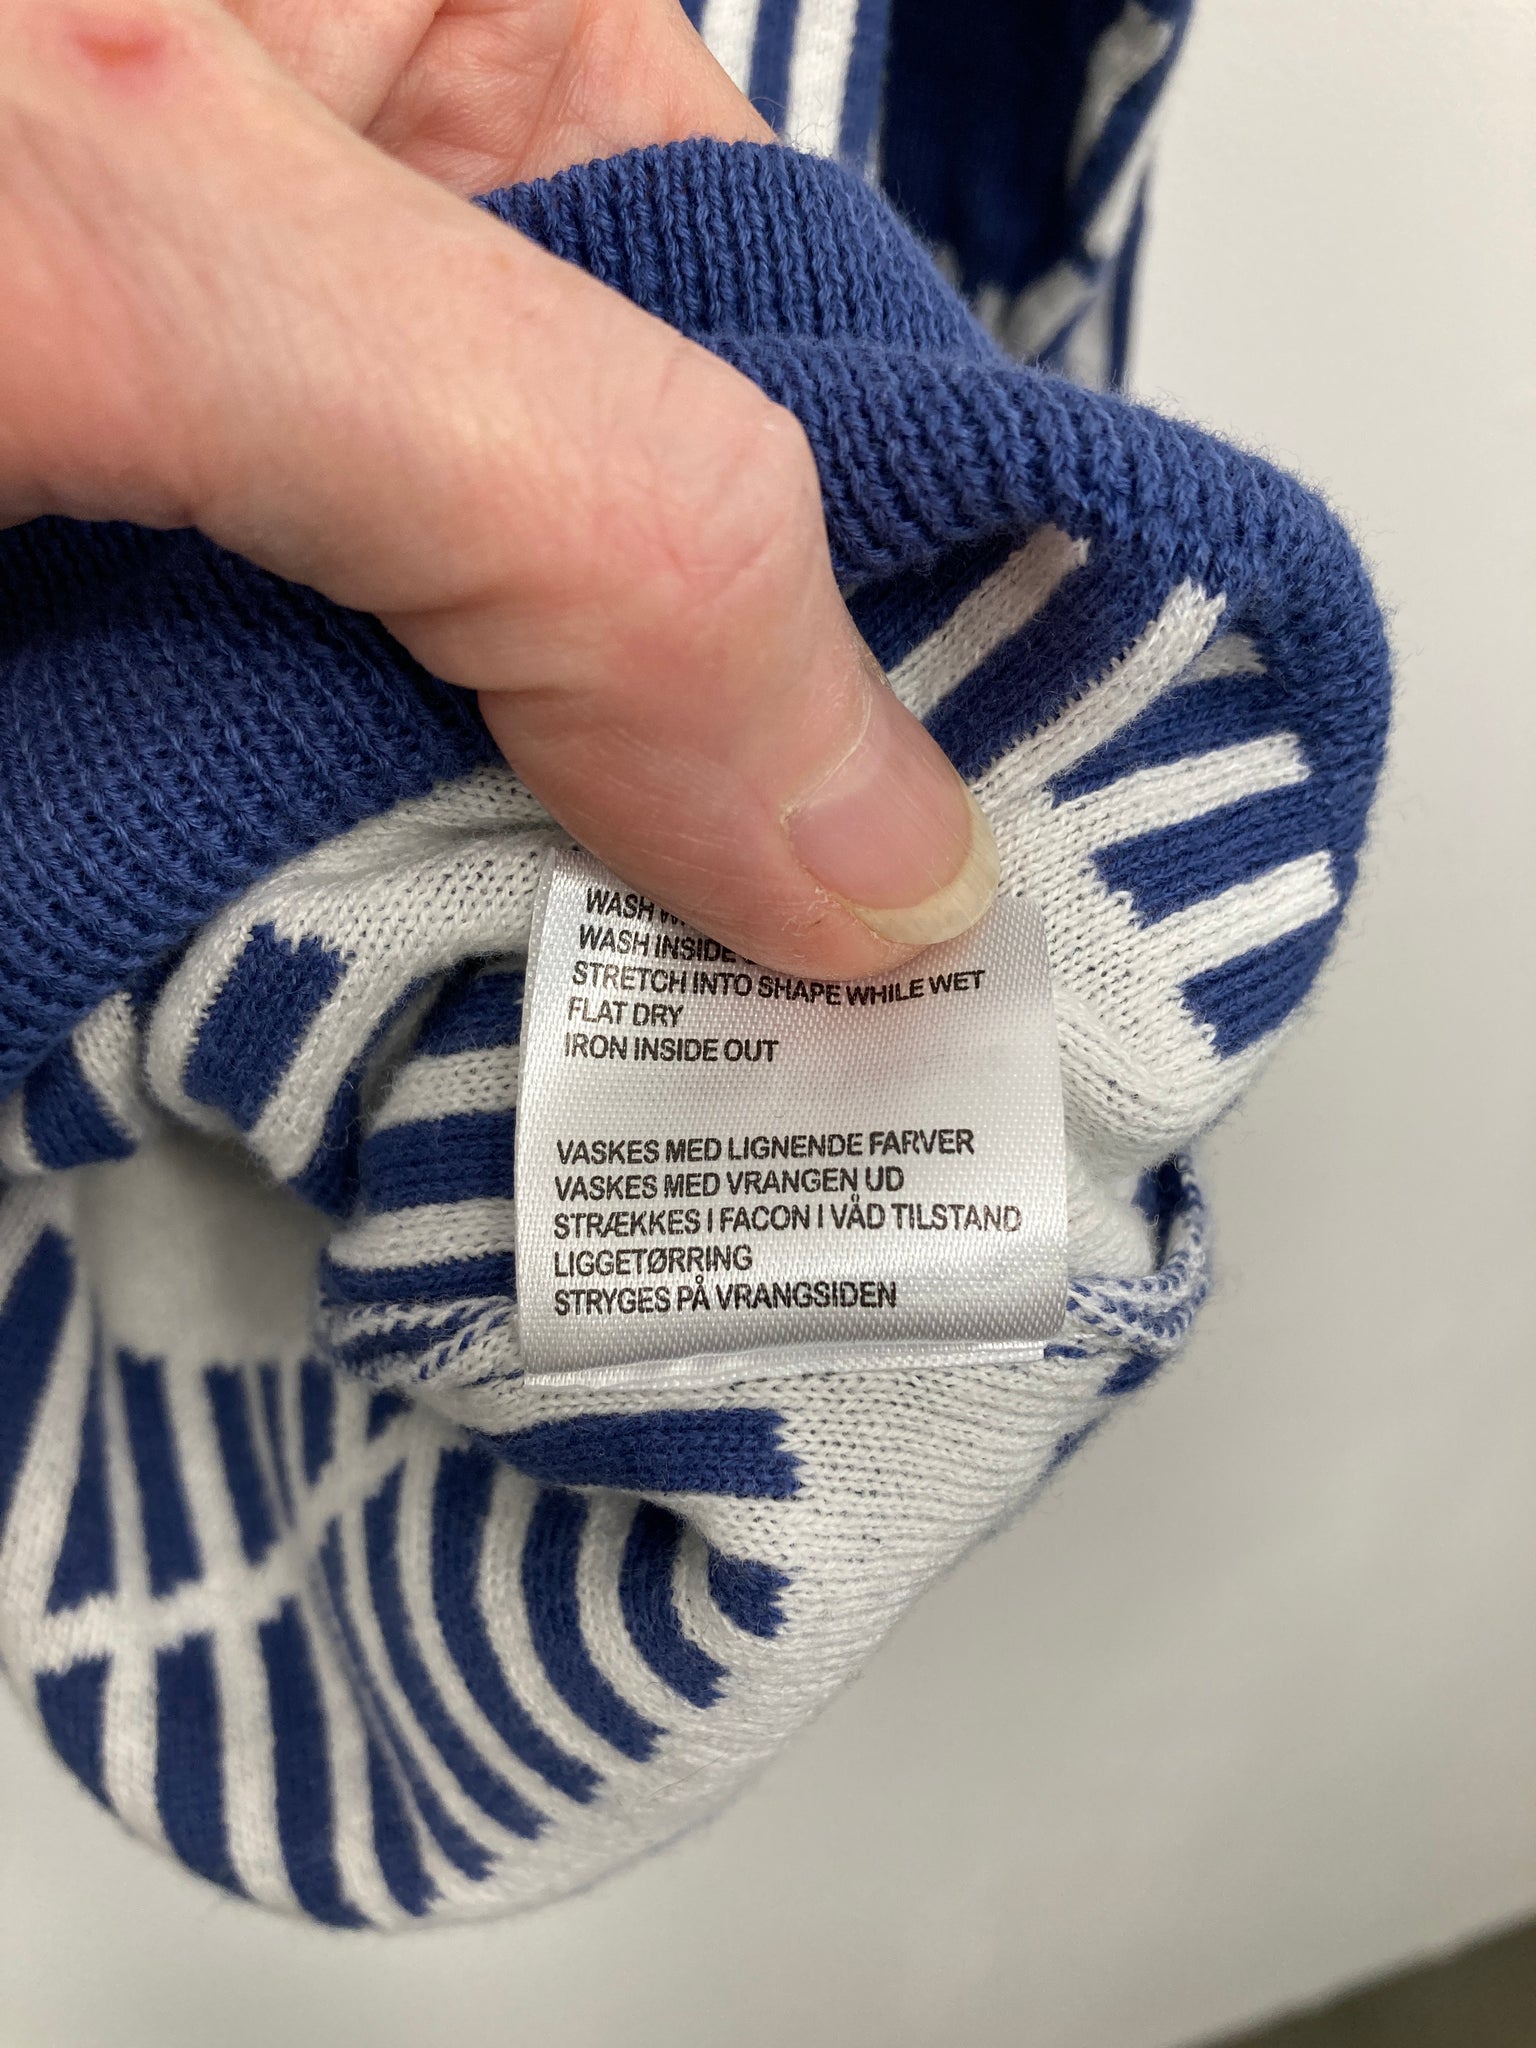 WASH
WASH INSIDE
STRETCH INTO SHAPE WHILE WET
FLAT DRY
IRON INSIDE OUT
VASKES MED LIGNENDE FARVER
VASKES MED VRANGEN UD
STRÆKKES I FACON I VÅD TILSTAND
LIGGETØRRING
STRYGES PÅ VRANGSIDEN